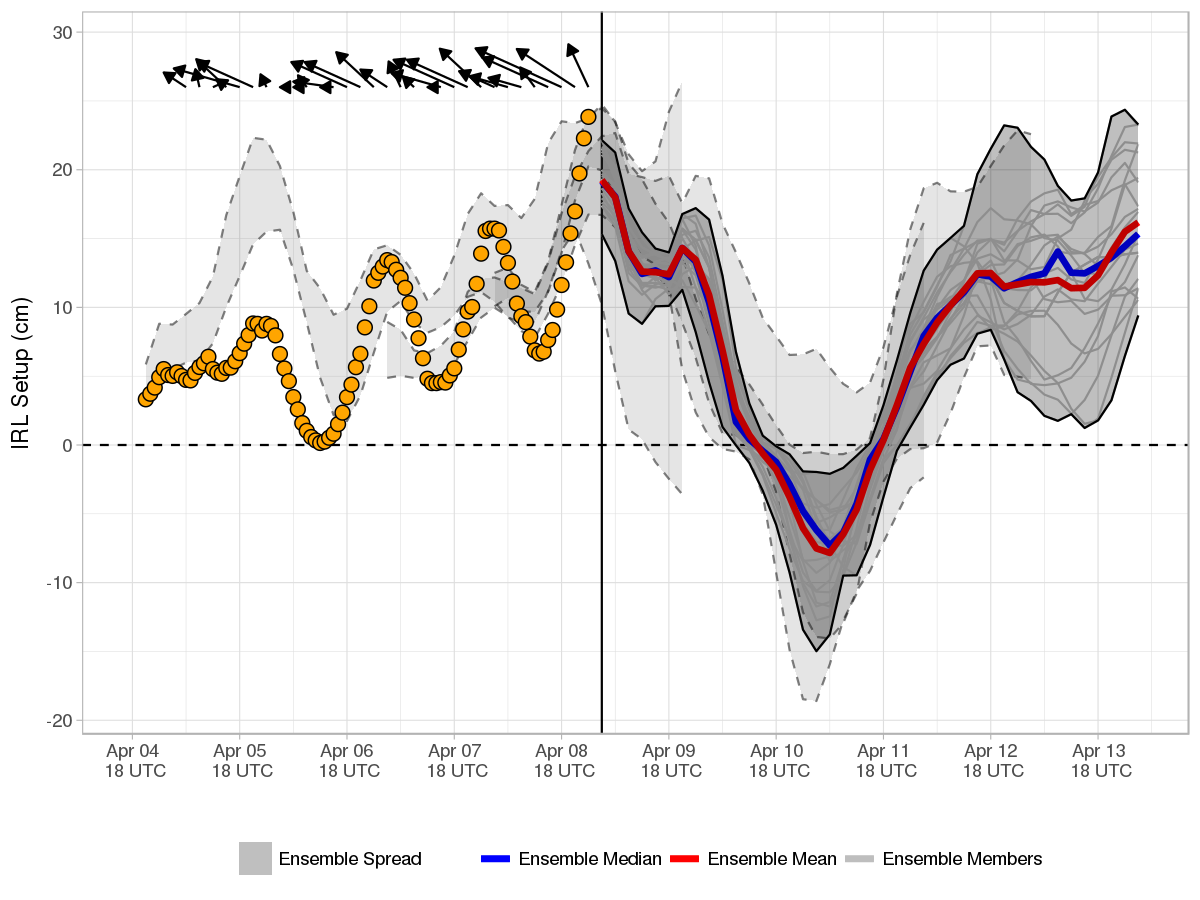 IRL Setup (cm)
30
20
10
0
-10
-20
Apr 04 Apr 05 Apr 06 Apr 07 Apr 08 Apr 09 Apr 10 Apr 11 Apr 12 Apr 13
18 UTC 18 UTC 18 UTC 18 UTC 18 UTC 18 UTC 18 UTC 18 UTC 18 UTC 18 UTC
Ensemble Spread Ensemble Median Ensemble Mean Ensemble Members